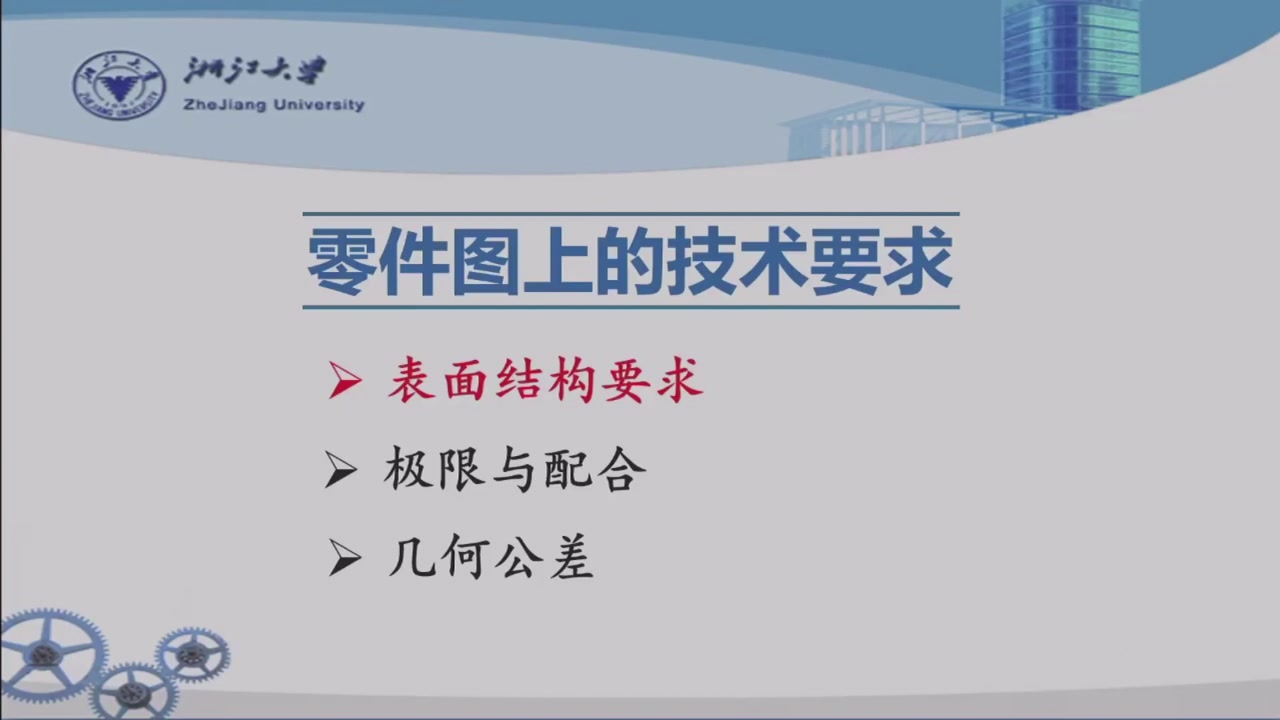 浙江大学
ZheJiang University
零件图上的技术要求
表面结构要求
极限与配合
几何公差